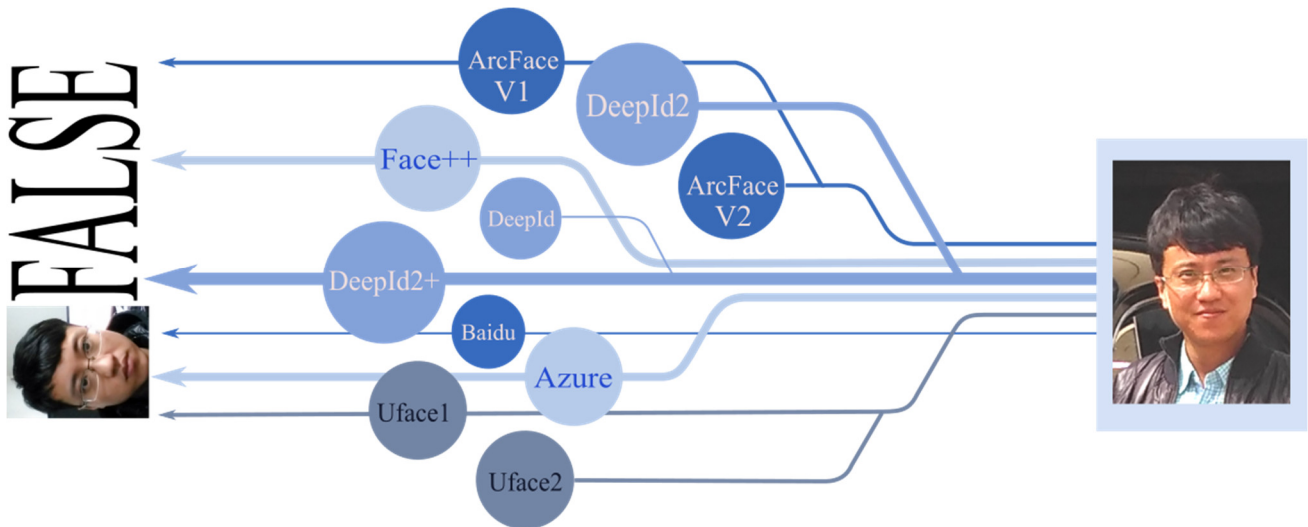 FALSE
ArcFace
V1
DeepId2
Face++
ArcFace
V2
DeepId
DeepId2+
Baidu
Azure
Uface1
Uface2